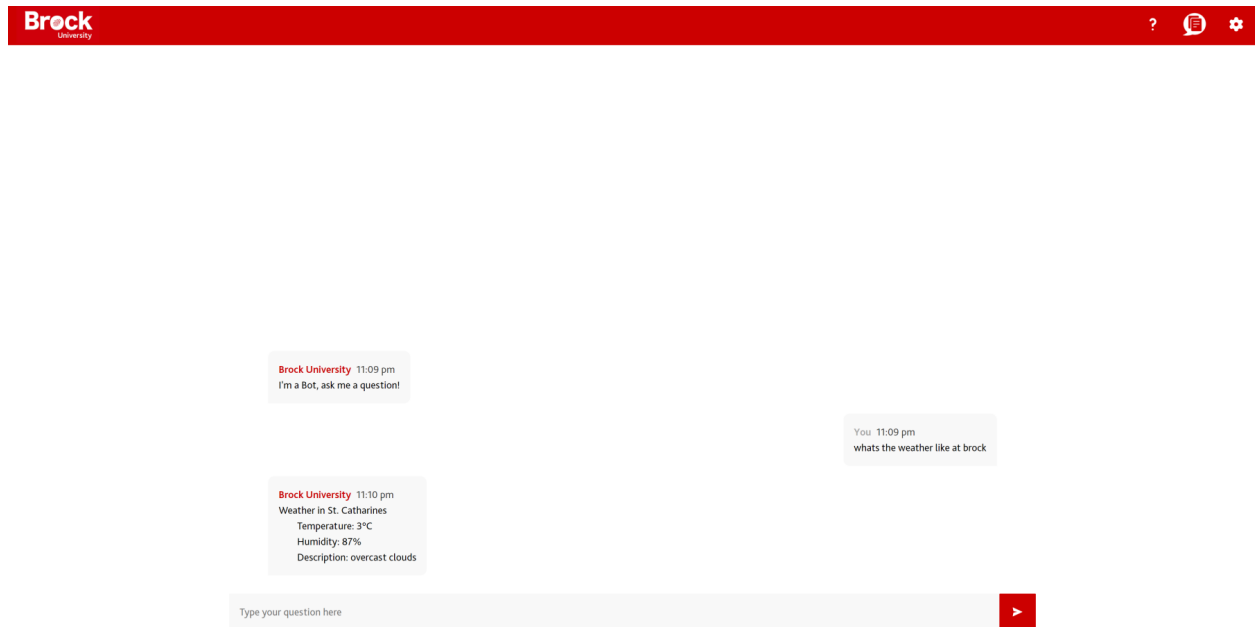 Brock
University
?
Brock University 11:09 pm
I'm a Bot, ask me a question!
You 11:09 pm
whats the weather like at brock
Brock University 11:10 pm
Weather in St. Catharines
Temperature: 3°C
Humidity: 87%
Description: overcast clouds
Type your question here